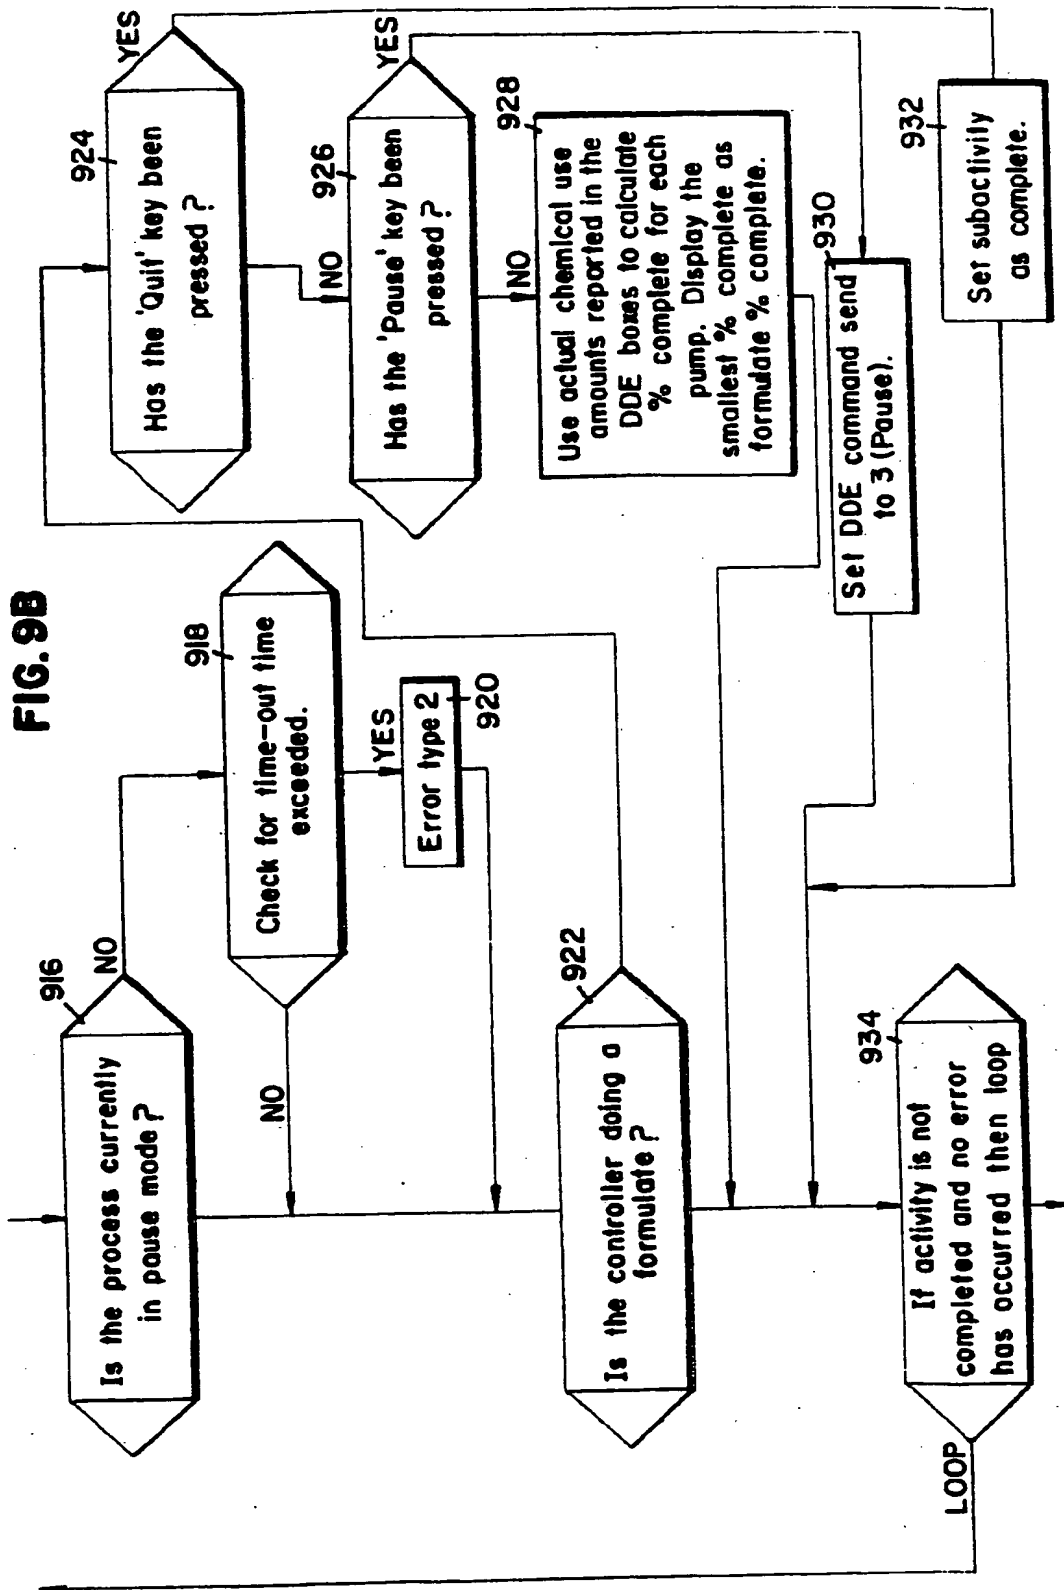 FIG. 9B
916
Is the process currently
in pause mode?
NO
918
Check for time-out time
exceeded.
NO
YES
Error type 2
920
922
Is the controller doing a
formulate?
924
Has the 'Quit' key been
pressed?
YES
NO
926
Has the 'Pause' key been
pressed?
YES
NO
928
Use actual chemical use
amounts reported in the
DDE boxes to calculate
% complete for each
pump. Display the
smallest % complete as
formulate % complete.
930
Set DDE command send
to 3 (Pause).
932
Set subactivity
as complete.
934
If activity is not
completed and no error
has occurred then loop
LOOP